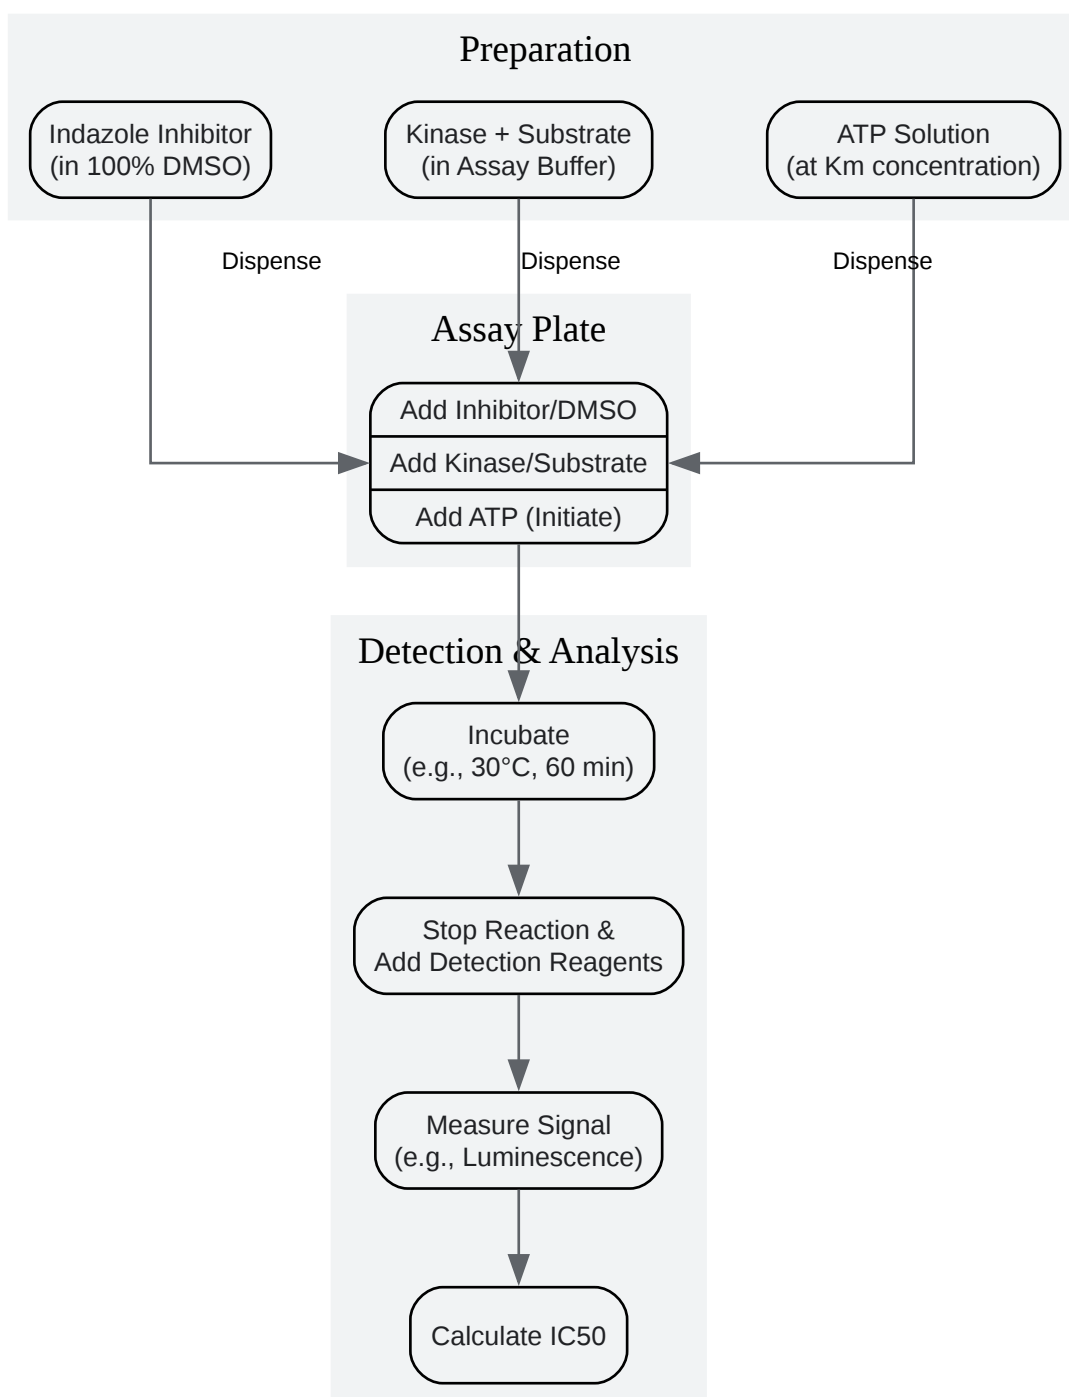 Preparation
Indazole Inhibitor
(in 100% DMSO)
Kinase + Substrate
(in Assay Buffer)
ATP Solution
(at Km concentration)
Dispense
Dispense
Dispense
Assay Plate
Add Inhibitor/DMSO
Add Kinase/Substrate
Add ATP (Initiate)
Detection & Analysis
Incubate
(e.g., 30°C, 60 min)
Stop Reaction &
Add Detection Reagents
Measure Signal
(e.g., Luminescence)
Calculate IC50